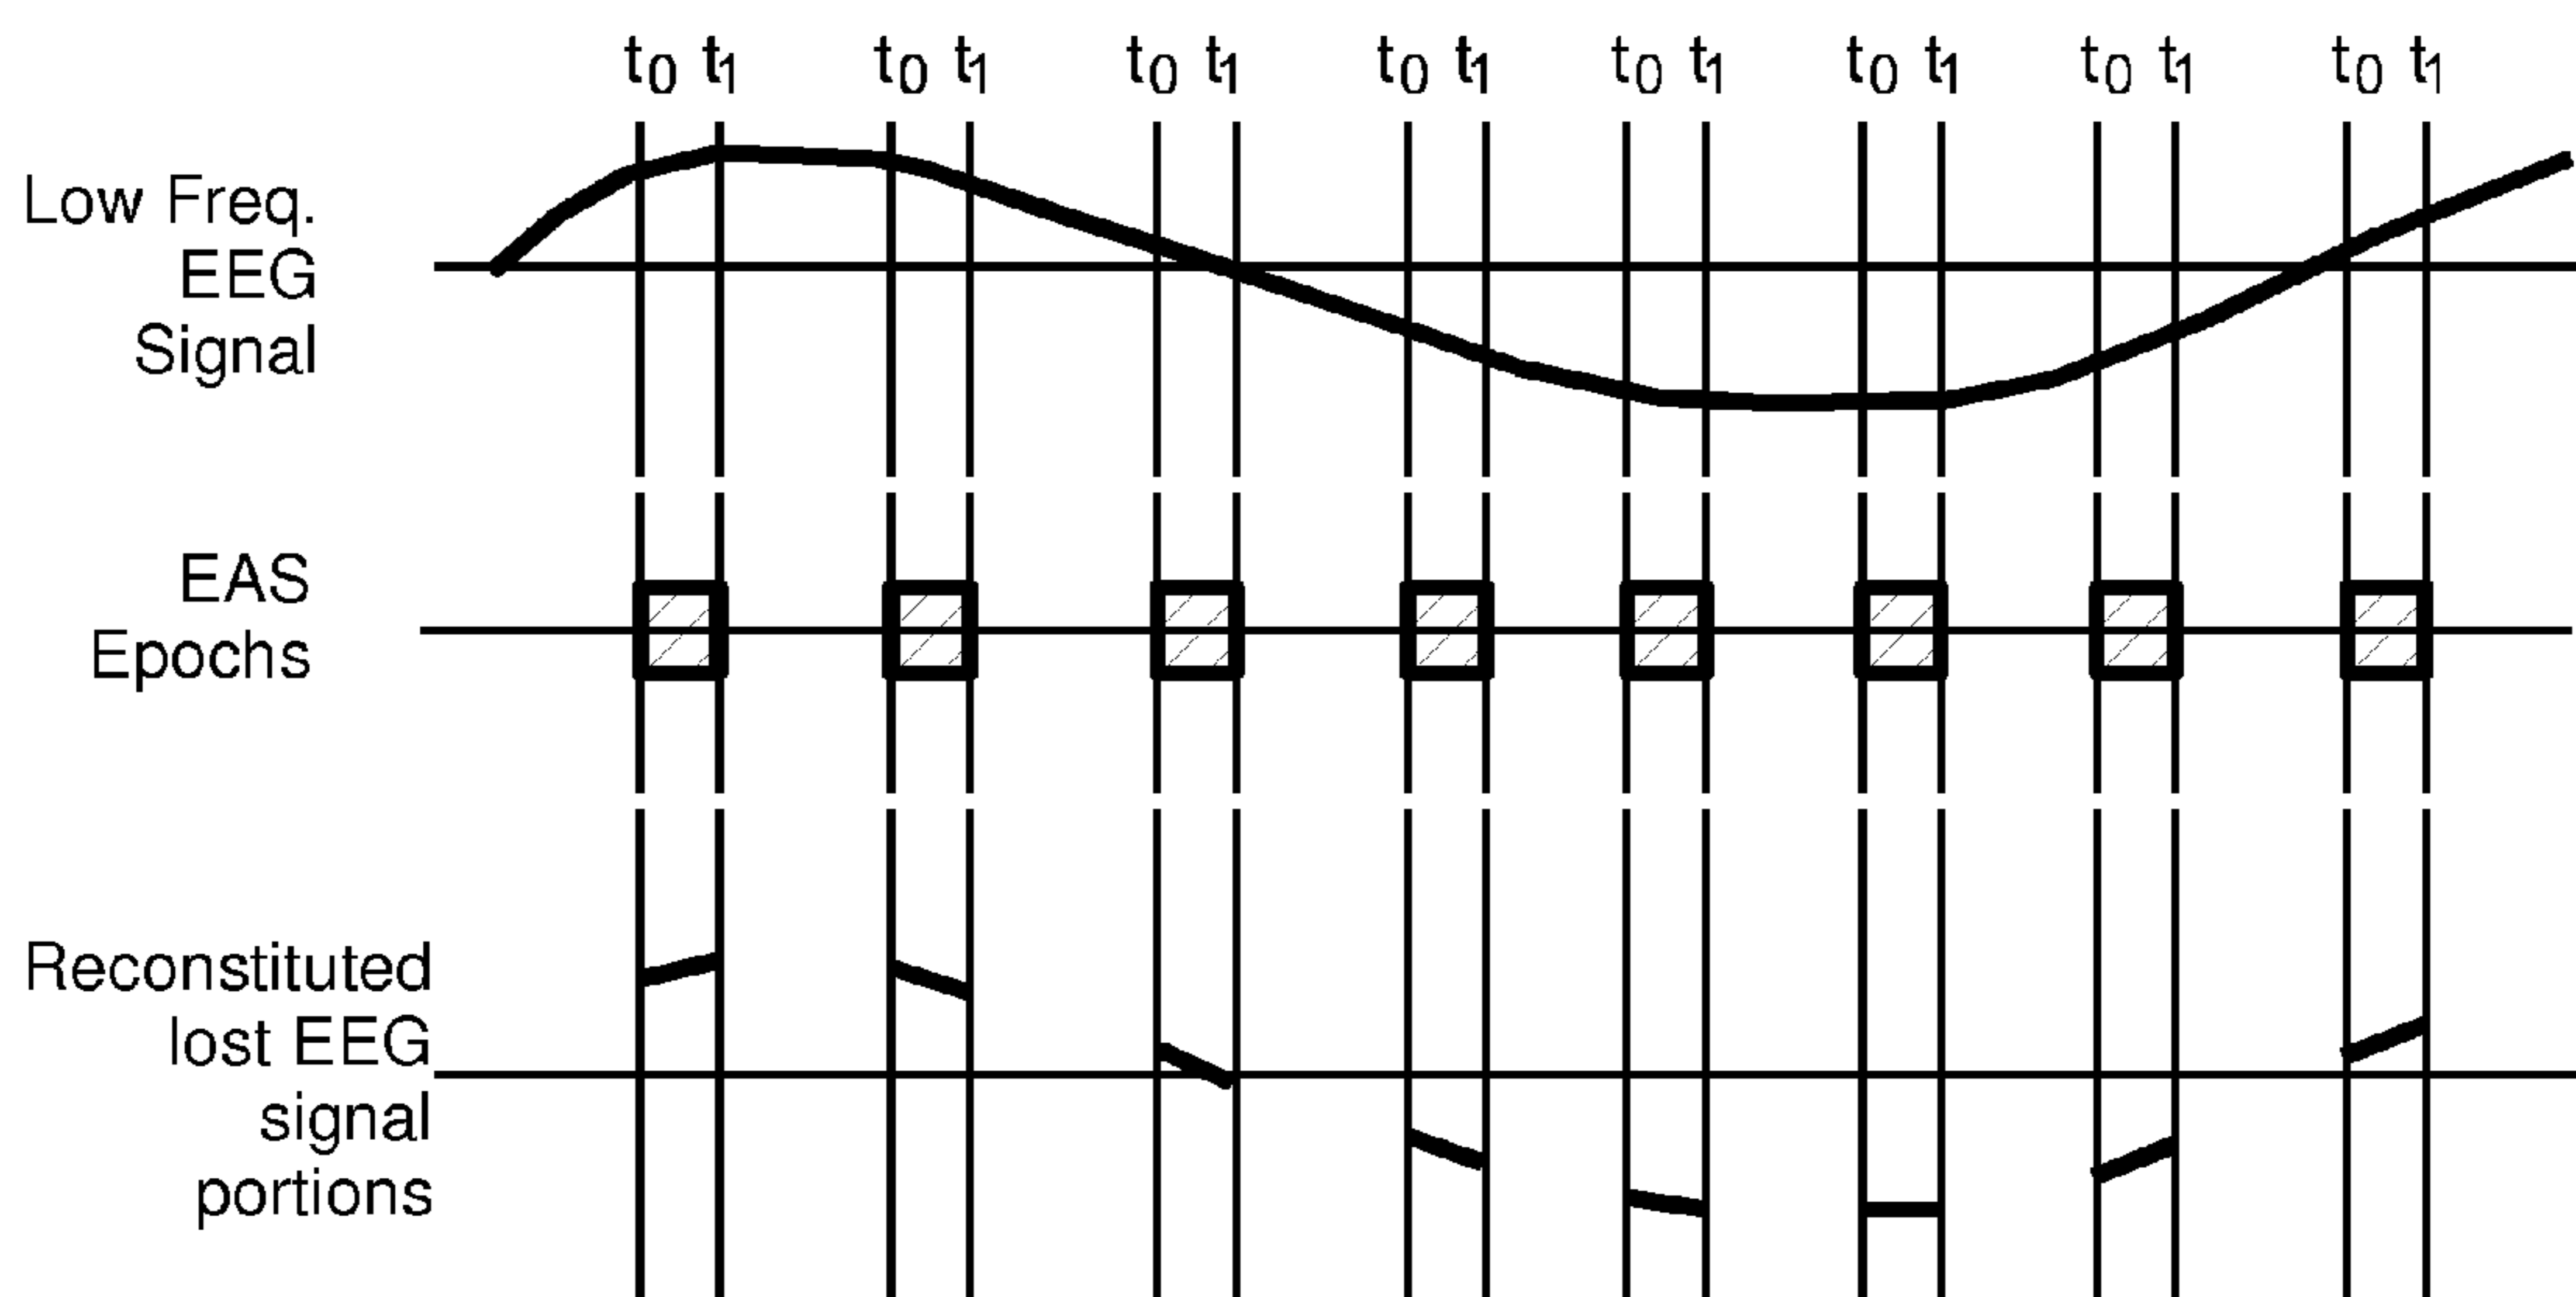 t0 t1 t0 t1 t0 t1 t0 t1 t0 t1 t0 t1 t0 t1 t0 t1
Low Freq.
EEG
Signal
EAS
Epochs
Reconstituted
lost EEG
signal
portions